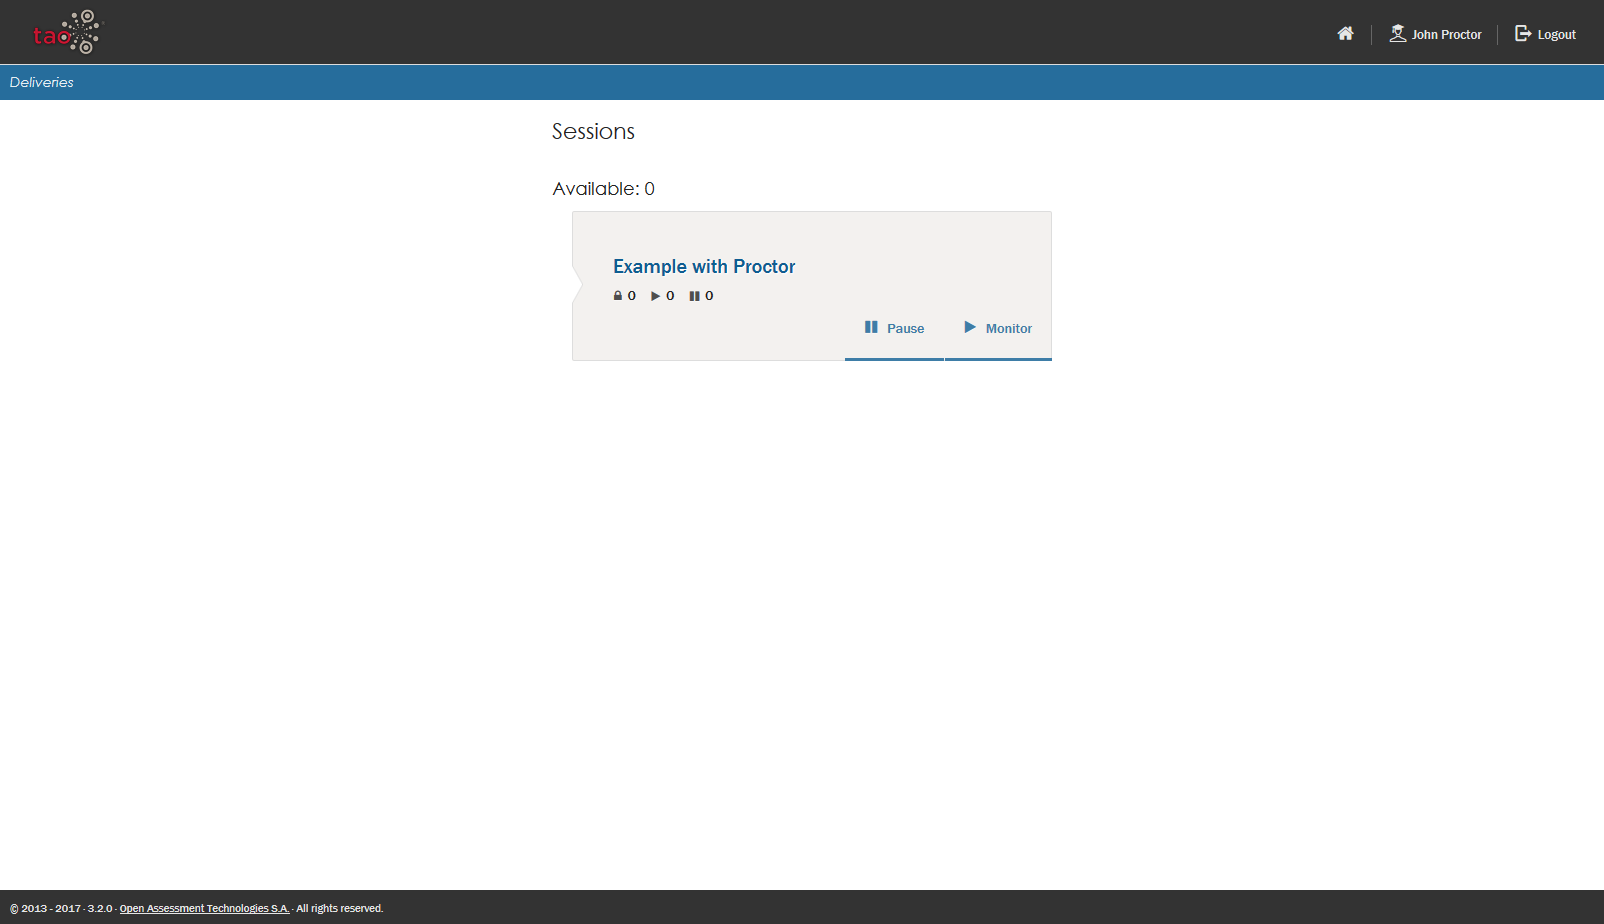 tao
John Proctor
Logout
Deliveries
Sessions
Available: 0
Example with Proctor
0 0 0
Pause Monitor
© 2013 - 2017 · 3.2.0 · Open Assessment Technologies S.A. · All rights reserved.